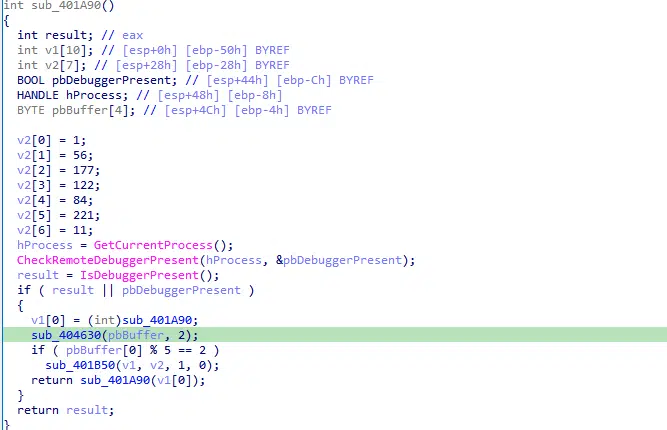 int sub_401A90()
{
int result; // eax
int v1[10]; // [esp+0h] [ebp-50h] BYREF
int v2[7]; // [esp+28h] [ebp-28h] BYREF
BOOL pbDebuggerPresent; // [esp+44h] [ebp-Ch] BYREF
HANDLE hProcess; // [esp+48h] [ebp-8h]
BYTE pbBuffer[4]; // [esp+4Ch] [ebp-4h] BYREF
v2[0] = 1;
v2[1] = 56;
v2[2] = 177;
v2[3] = 122;
v2[4] = 84;
v2[5] = 221;
v2[6] = 11;
hProcess = GetCurrentProcess();
CheckRemoteDebuggerPresent(hProcess, &pbDebuggerPresent);
result = IsDebuggerPresent();
if ( result || pbDebuggerPresent )
{
v1[0] = (int)sub_401A90;
sub_404630(pbBuffer, 2);
if ( pbBuffer[0] % 5 == 2 )
sub_401B50(v1, v2, 1, 0);
return sub_401A90(v1[0]);
}
return result;
}